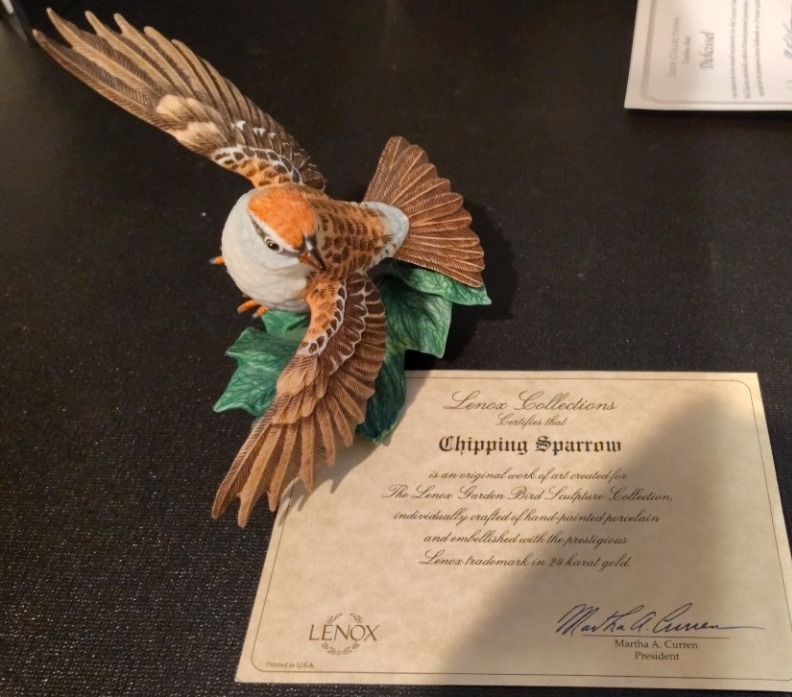 Lenox Collections
Certifies that
Chipping Sparrow
is an original work of art created for
The Lenox Garden Bird Sculpture Collection,
individually crafted of hand-painted porcelain
and embellished with the prestigious
Lenox trademark in 24 karat gold.
LENOX
Printed in U.S.A.
Martha A. Curren
Martha A. Curren
President